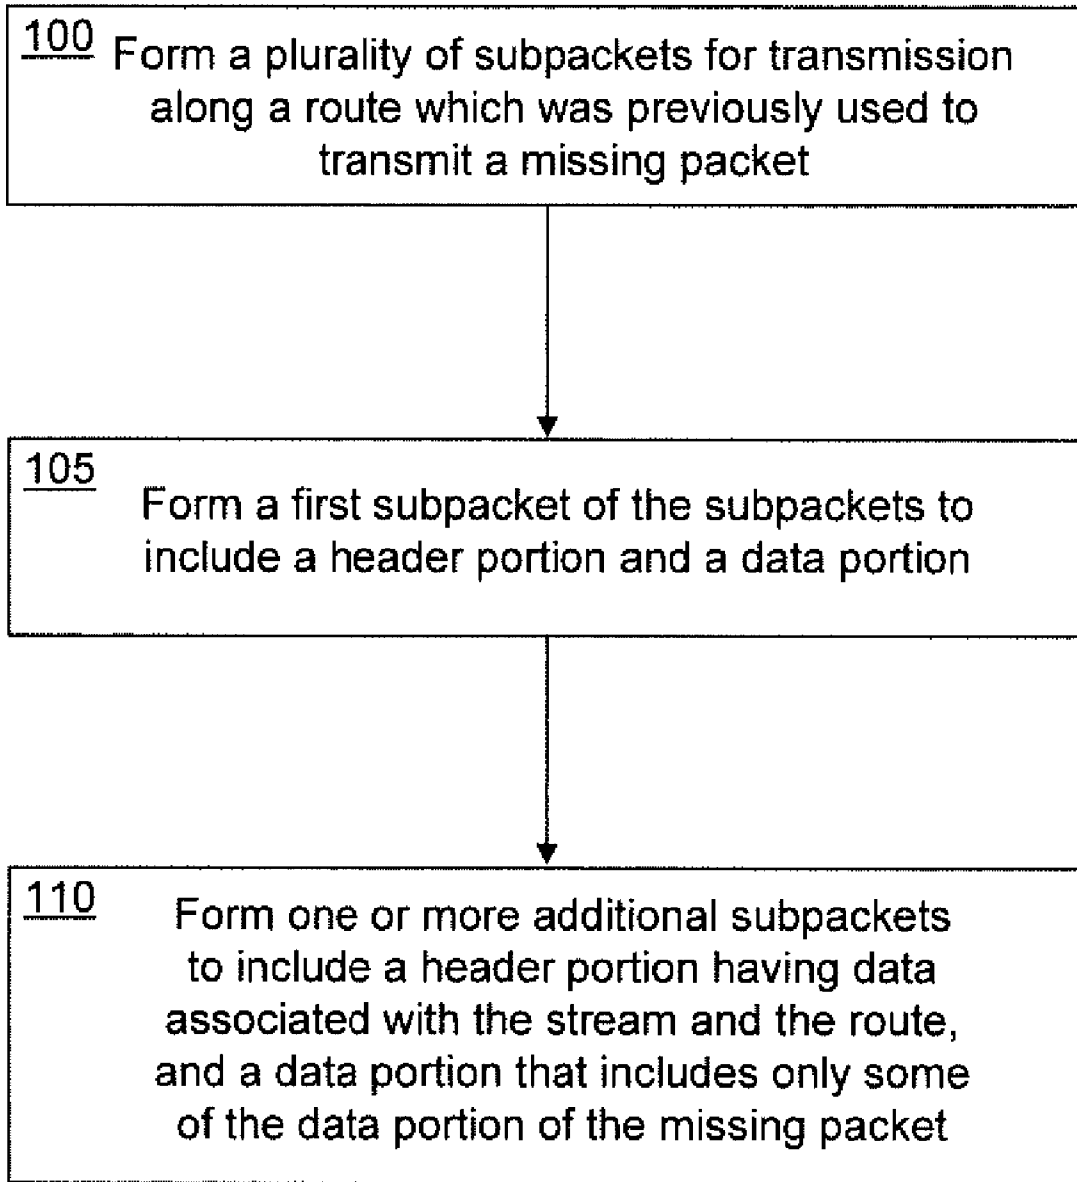 100 Form a plurality of subpackets for transmission
along a route which was previously used to
transmit a missing packet
105
Form a first subpacket of the subpackets to
include a header portion and a data portion
110
Form one or more additional subpackets
to include a header portion having data
associated with the stream and the route,
and a data portion that includes only some
of the data portion of the missing packet